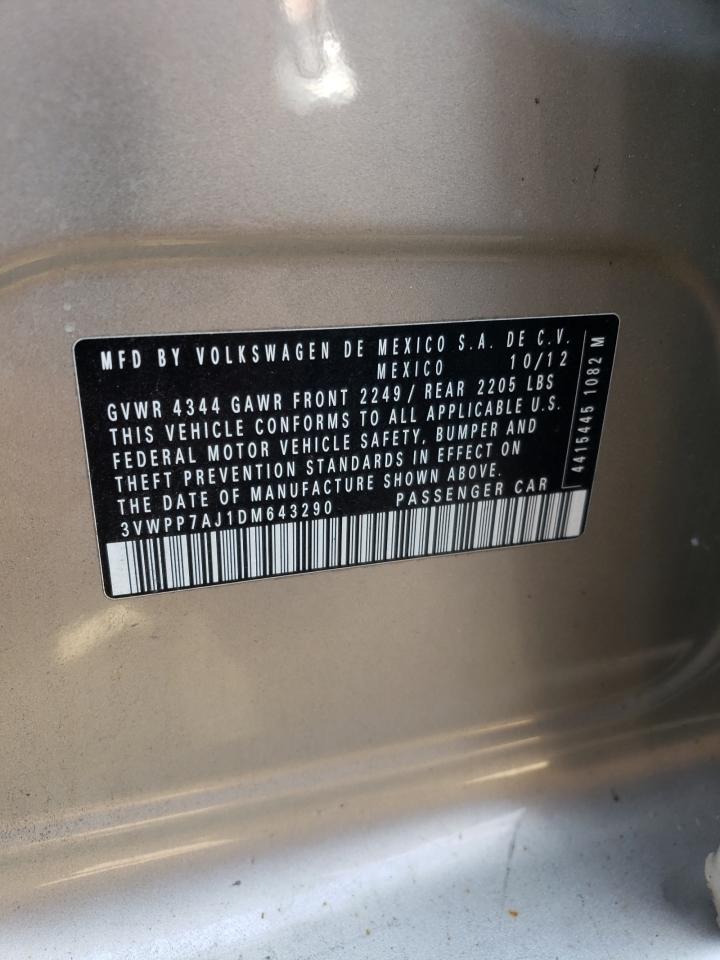 MFD BY VOLKSWAGEN DE MEXICO S.A. DE C.V.
MEXICO 10/12
GVWR 4344 GAWR FRONT 2249/ REAR 2205 LBS
THIS VEHICLE CONFORMS TO ALL APPLICABLE U.S.
FEDERAL MOTOR VEHICLE SAFETY, BUMPER AND
THEFT PREVENTION STANDARDS IN EFFECT ON
THE DATE OF MANUFACTURE SHOWN ABOVE.
3VWPP7AJ1DM643290 PASSENGER CAR
4415445 1082 M